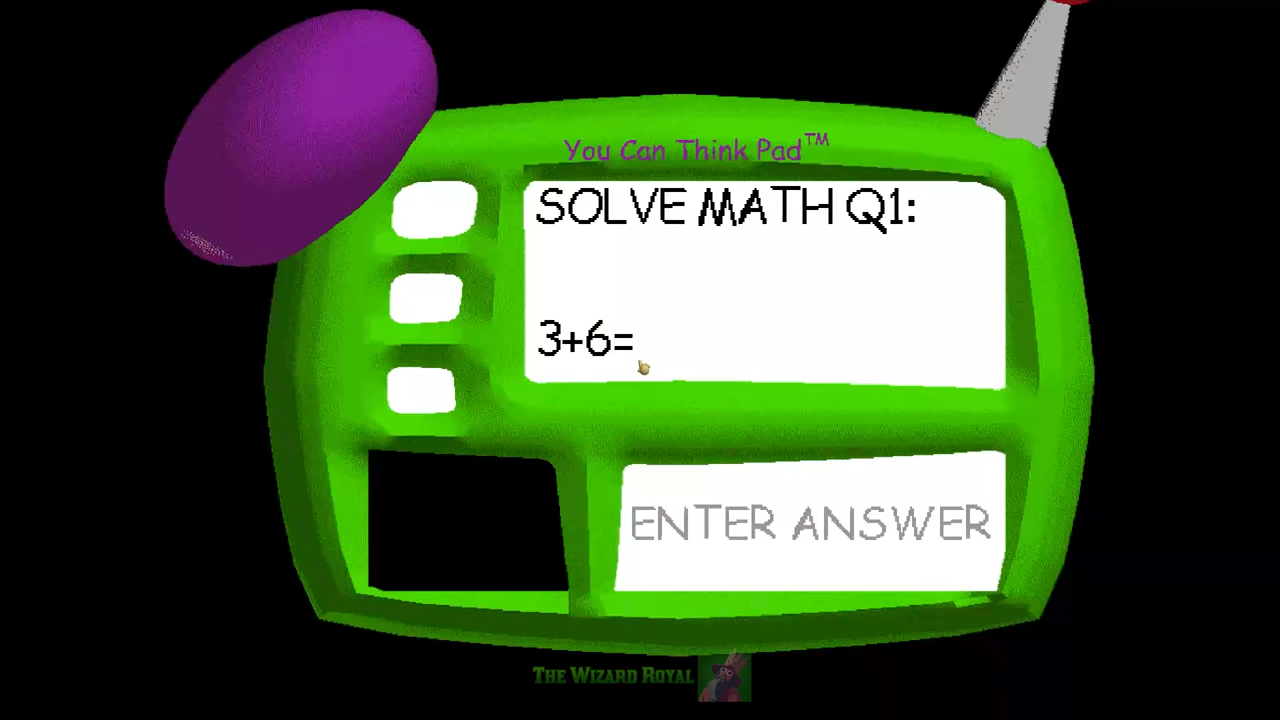 You Can Think Pad™
SOLVE MATH Q1:
3+6=
ENTER ANSWER
THE WIZARD ROYAL